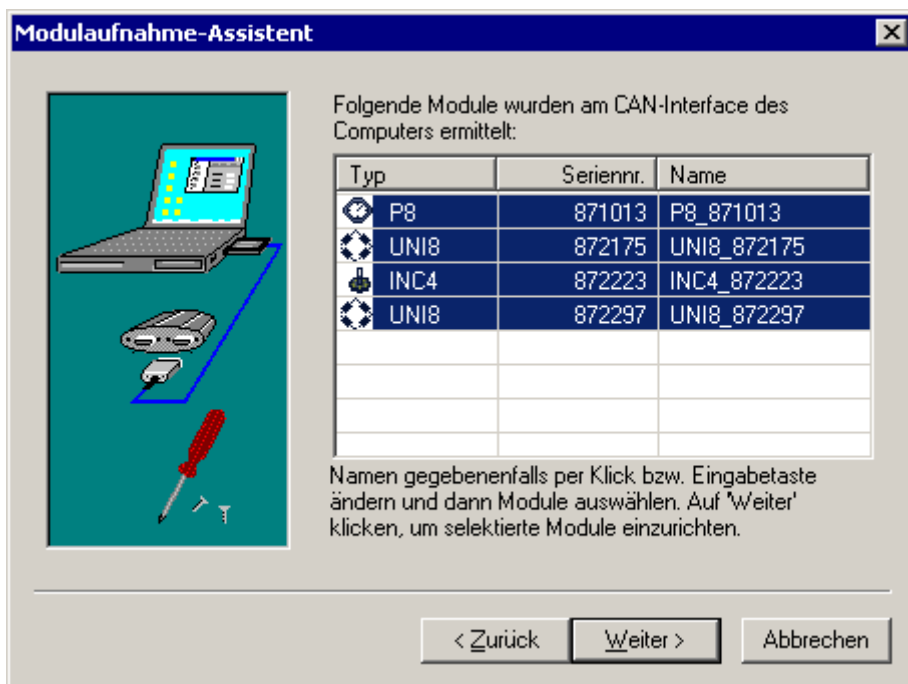 Modulaufnahme-Assistent
Folgende Module wurden am CAN-Interface des
Computers ermittelt:
Typ Seriennr. Name
P8 871013 P8_871013
UNI8 872175 UNI8_872175
INC4 872223 INC4_872223
UNI8 872297 UNI8_872297
Namen gegebenenfalls per Klick bzw. Eingabetaste
ändern und dann Module auswählen. Auf 'Weiter'
klicken, um selektierte Module einzurichten.
< Zurück Weiter > Abbrechen